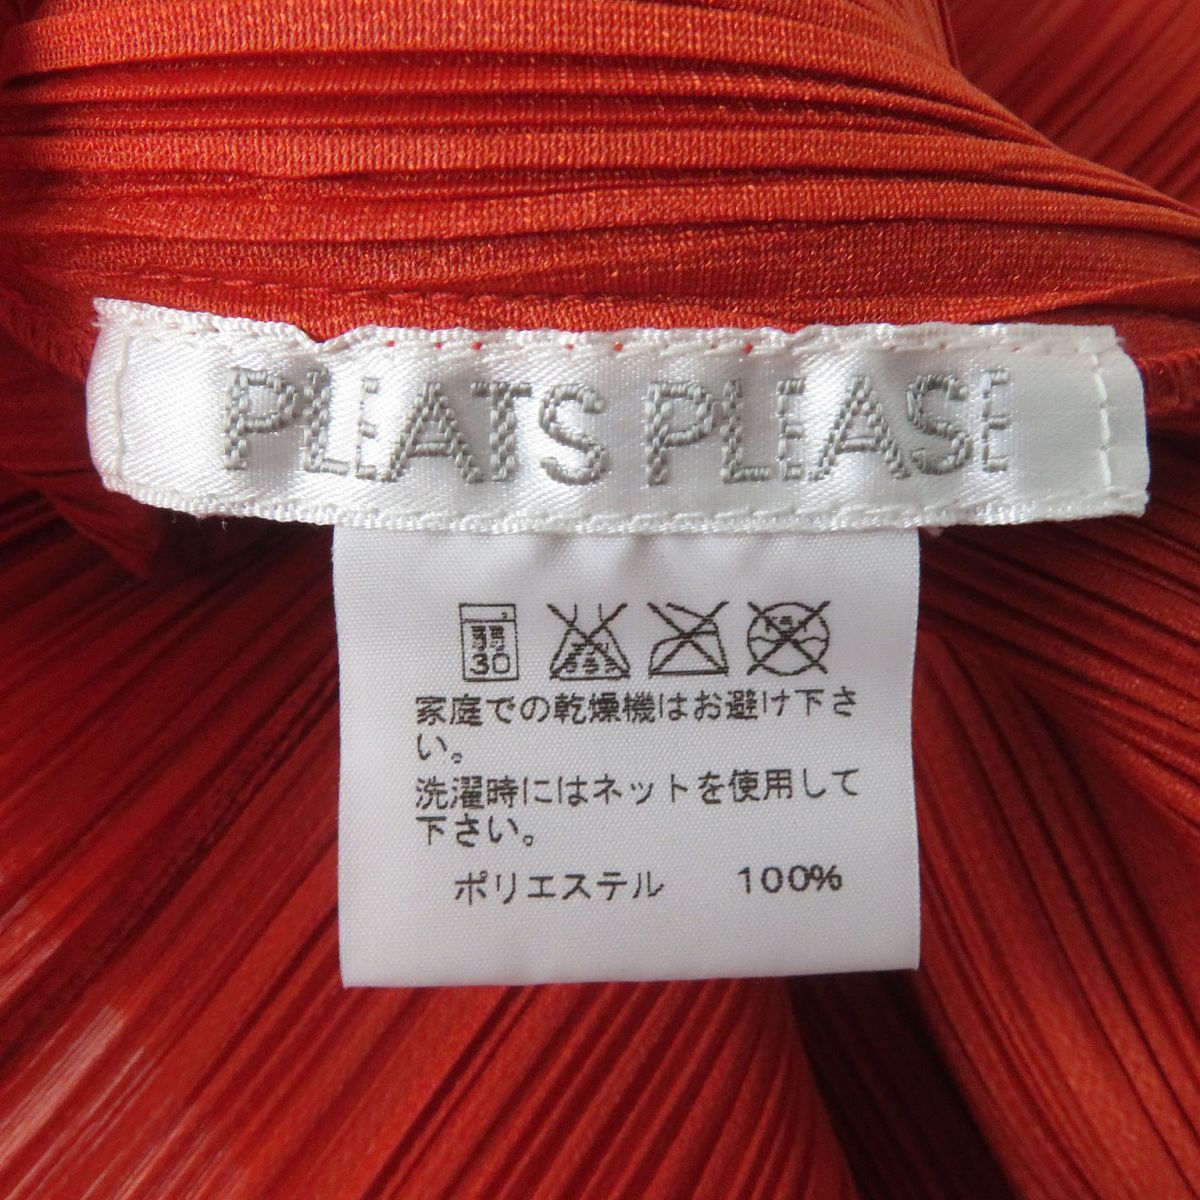 PLEATS PLEASE
30
家庭での乾燥機はお避け下さ
い。
洗濯時にはネットを使用して
下さい。
ポリエステル 100%